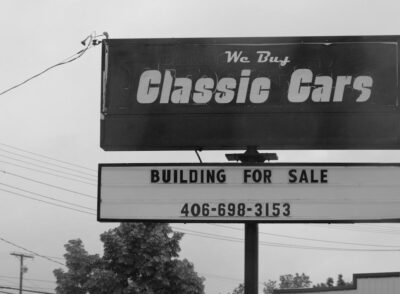 We Buy
Classic Cars
BUILDING FOR SALE
406-698-3153